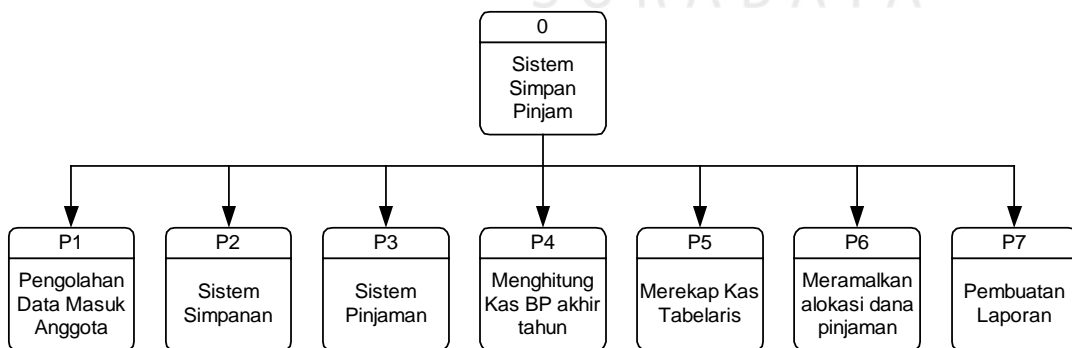 S U R A B A Y A
0
Sistem
Simpan
Pinjam
P1
Pengolahan
Data Masuk
Anggota
P2
Sistem
Simpanan
P3
Sistem
Pinjaman
P4
Menghitung
Kas BP akhir
tahun
P5
Merekap Kas
Tabelaris
P6
Meramalkan
alokasi dana
pinjaman
P7
Pembuatan
Laporan